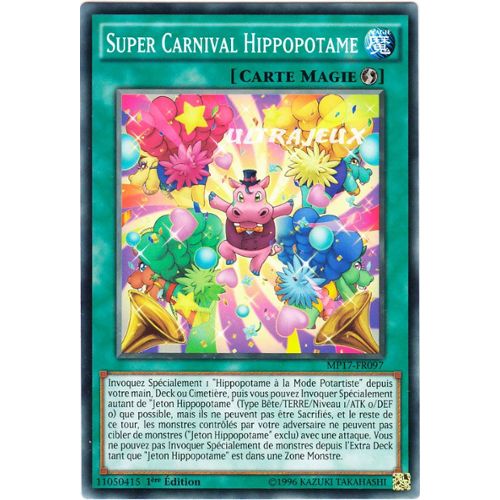 Super Carnival Hippopotame
魔
[Carte Magie]
ULTRAJEUX
MP17-FR097
Invoquez Spécialement 1 "Hippopotame à la Mode Potartiste" depuis
votre main, Deck ou Cimetière, puis vous pouvez Invoquer Spécialement
autant de "Jeton Hippopotame" (Type Bête/TERRE/Niveau 1/ATK 0/DEF
0) que possible, mais ils ne peuvent pas être Sacrifiés, et le reste de
ce tour, les monstres contrôlés par votre adversaire ne peuvent pas
cibler de monstres ("Jeton Hippopotame" exclu) avec une attaque. Vous
ne pouvez pas Invoquer Spécialement de monstres depuis l'Extra Deck
tant que "Jeton Hippopotame" est dans une Zone Monstre.
11050415 1ère Édition ©1996 KAZUKI TAKAHASHI